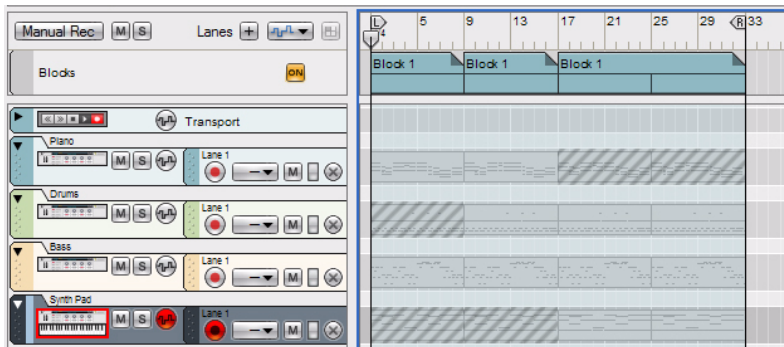 Manual Rec M S Lanes + L 4 5 9 13 17 21 25 29 R 33
Blocks ON
Block 1 Block 1 Block 1
Transport
Piano
M S Lane 1 M
Drums
M S Lane 1 M
Bass
M S Lane 1 M
Synth Pad
M S Lane 1 M